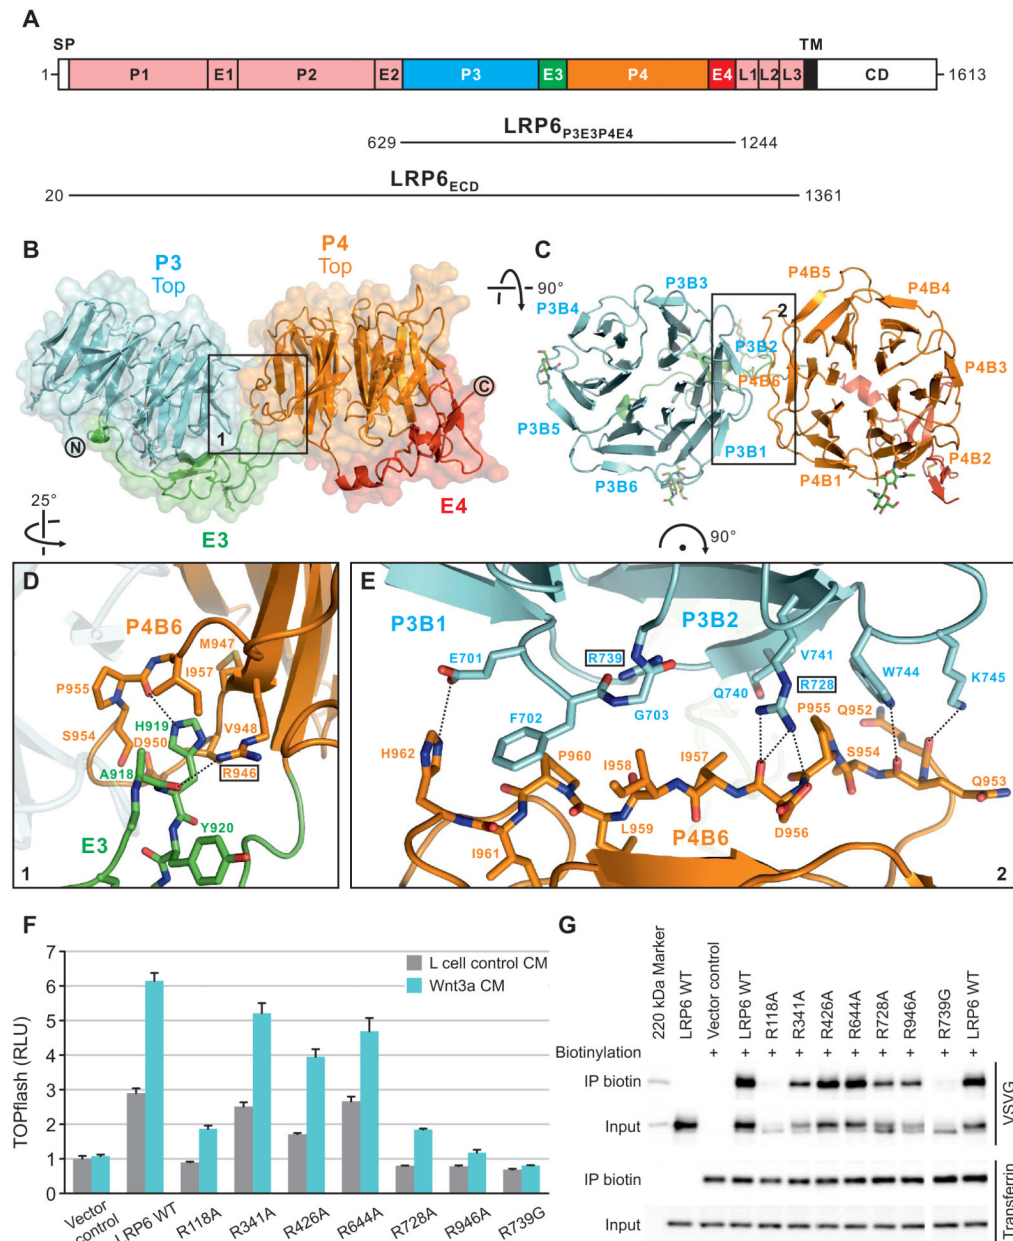 A
SP TM
1 P1 E1 P2 E2 P3 E3 P4 E4 L1 L2 L3 CD 1613
LRP6P3E3P4E4
629 1244
LRP6ECD
20 1361
B
P3
Top
P4
Top
N
1
C
E3
E4
25°
90°
C
P4B5
P3B3
P4B4
P3B4
2
P3B2
P4B6
P4B3
P3B5
P3B1
P4B2
P4B1
P3B6
90°
D
P4B6
M947
I957
P955
H919
V948
S954
D950
A918
R946
E3
Y920
1
E
P3B1
P3B2
E701
R739
V741
W744
K745
Q740
R728
F702
G703
P955
Q952
H962
P960
I958
I957
S954
Q953
L959
P4B6
D956
I961
2
F
TOPflash (RLU)
7
6
5
4
3
2
1
0
L cell control CM
Wnt3a CM
Vector control
LRP6 WT
R118A
R341A
R426A
R644A
R728A
R946A
R739G
G
220 kDa Marker
LRP6 WT
Vector control
LRP6 WT
R118A
R341A
R426A
R644A
R728A
R946A
R739G
LRP6 WT
Biotinylation + + + + + + + + + +
IP biotin
Input
VSVG
IP biotin
Input
Transferrin